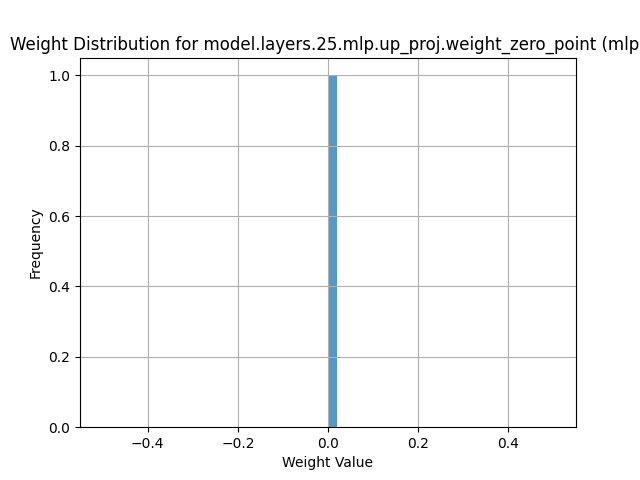 Weight Distribution for model.layers.25.mlp.up_proj.weight_zero_point (mlp
1.0
0.8
0.6
0.4
0.2
0.0
Frequency
−0.4 −0.2 0.0 0.2 0.4
Weight Value